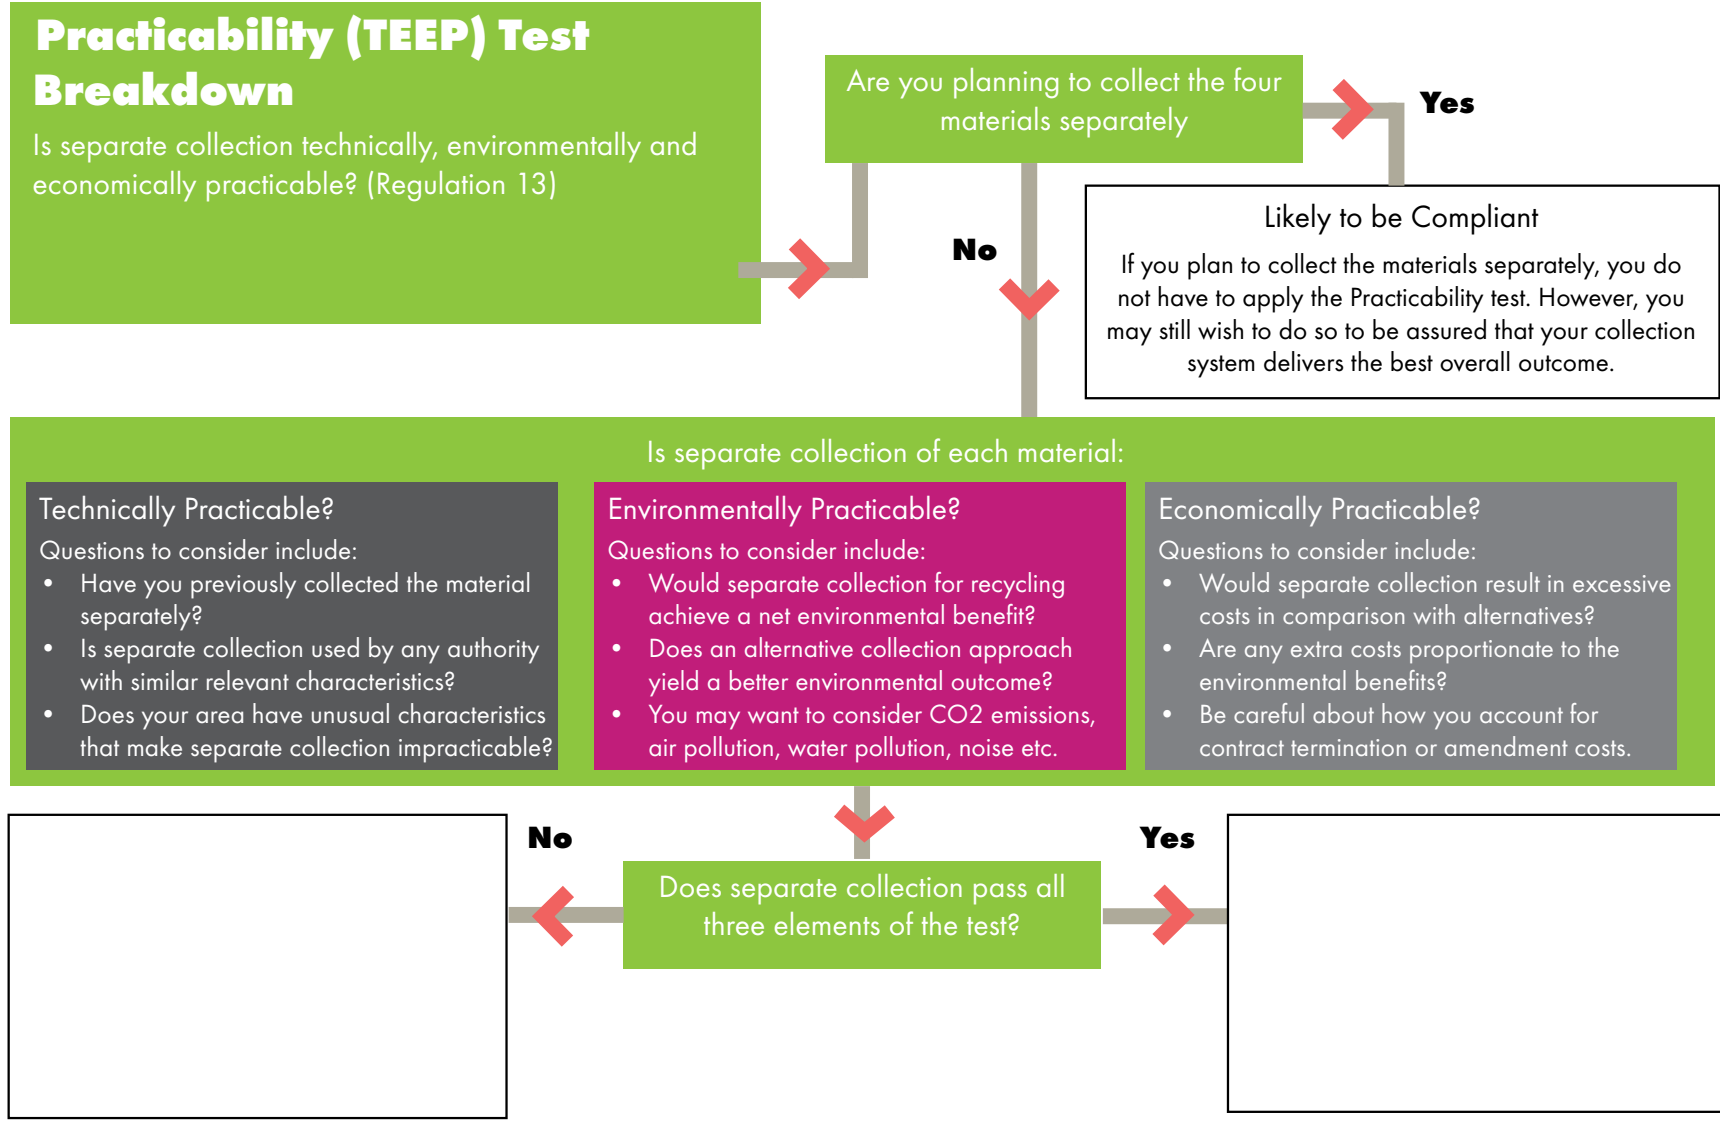 Practicability (TEEP) Test
Breakdown
Is separate collection technically, environmentally and
economically practicable? (Regulation 13)
Are you planning to collect the four
materials separately
Yes
No
Likely to be Compliant
If you plan to collect the materials separately, you do
not have to apply the Practicability test. However, you
may still wish to do so to be assured that your collection
system delivers the best overall outcome.
Is separate collection of each material:
Technically Practicable?
Questions to consider include:
• Have you previously collected the material
separately?
• Is separate collection used by any authority
with similar relevant characteristics?
• Does your area have unusual characteristics
that make separate collection impracticable?
Environmentally Practicable?
Questions to consider include:
• Would separate collection for recycling
achieve a net environmental benefit?
• Does an alternative collection approach
yield a better environmental outcome?
• You may want to consider CO2 emissions,
air pollution, water pollution, noise etc.
Economically Practicable?
Questions to consider include:
• Would separate collection result in excessive
costs in comparison with alternatives?
• Are any extra costs proportionate to the
environmental benefits?
• Be careful about how you account for
contract termination or amendment costs.
No
Yes
Does separate collection pass all
three elements of the test?